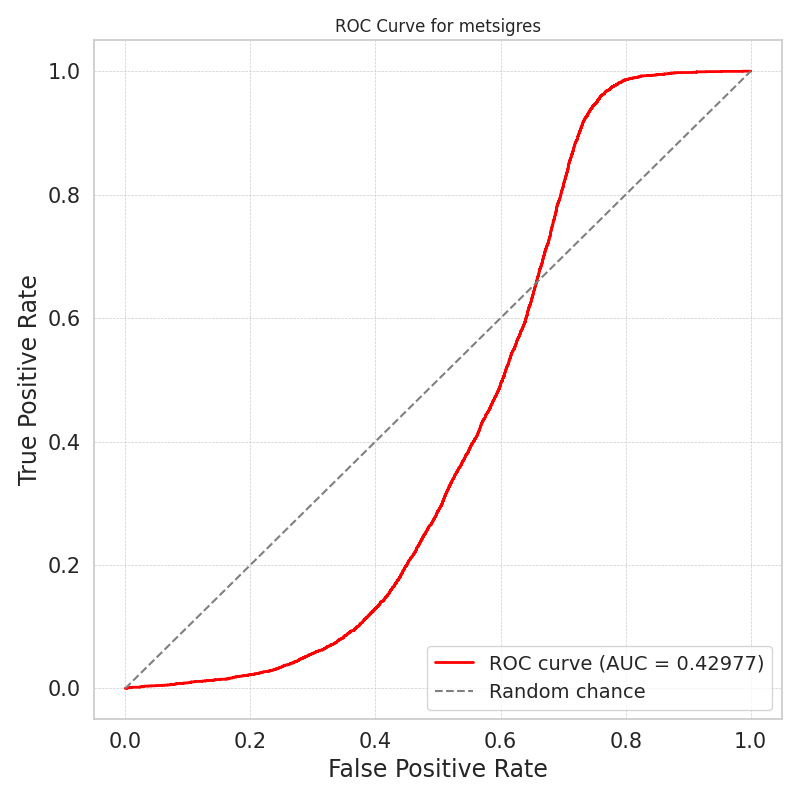 ROC Curve for metsigres
1.0
0.8
0.6
0.4
0.2
0.0
True Positive Rate
ROC curve (AUC = 0.42977)
Random chance
0.0 0.2 0.4 0.6 0.8 1.0
False Positive Rate